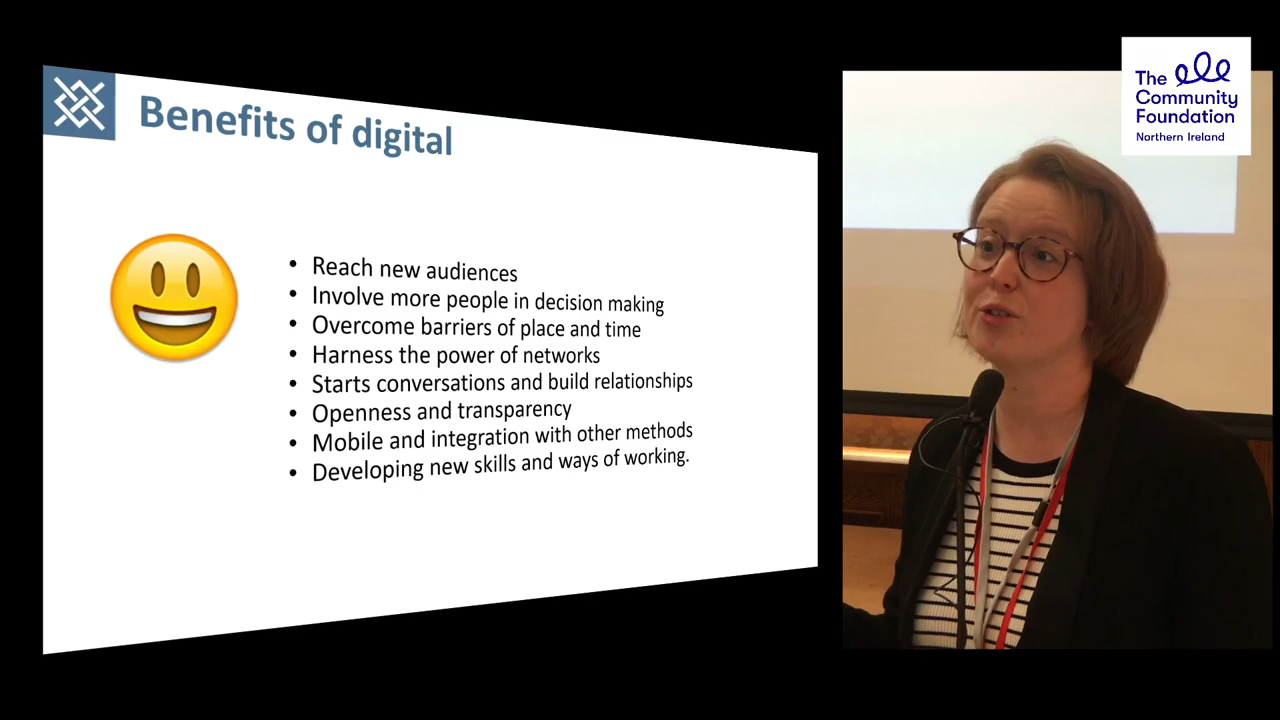 Benefits of digital
• Reach new audiences
• Involve more people in decision making
• Overcome barriers of place and time
• Harness the power of networks
• Starts conversations and build relationships
• Openness and transparency
• Mobile and integration with other methods
• Developing new skills and ways of working.
The
Community
Foundation
Northern Ireland